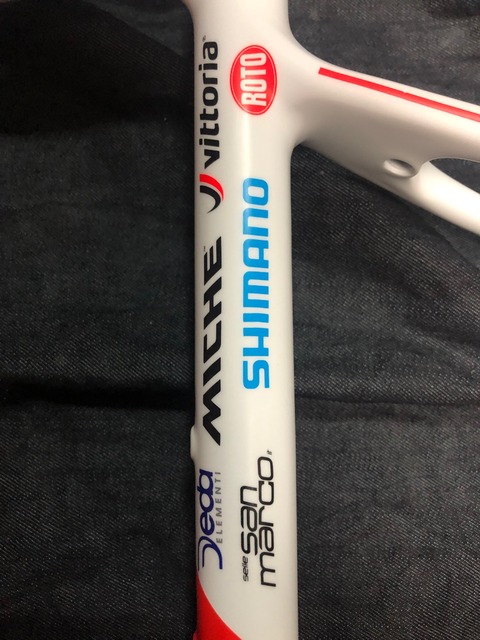 vittoria
MICHE
Deda
ELEMENTI
ROTO
SHIMANO
selle
san
marco